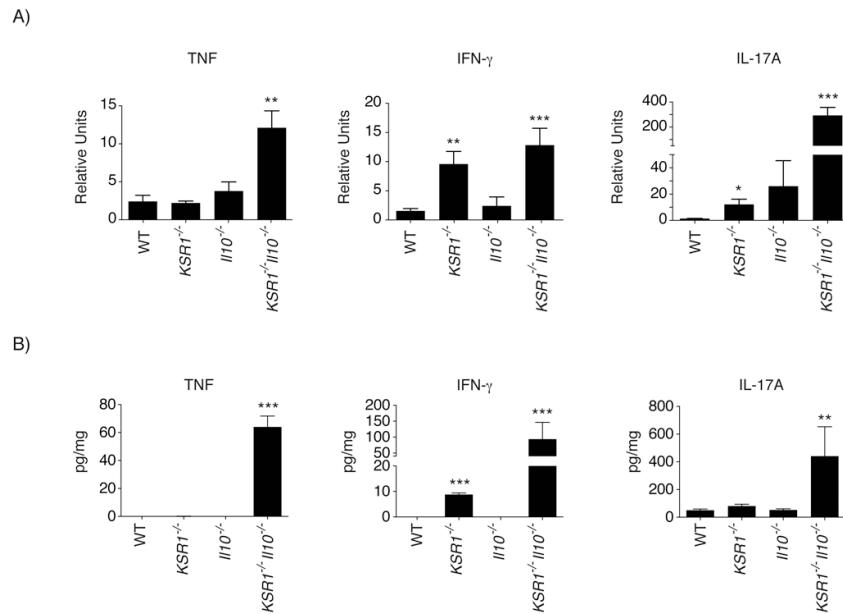 A)
TNF
IFN-γ
IL-17A
Relative Units
15
10
5
0
**
WT
KSR1-/-
Il10-/-
KSR1-/-Il10-/-
Relative Units
20
15
10
5
0
**
***
WT
KSR1-/-
Il10-/-
KSR1-/-Il10-/-
Relative Units
400
200
40
20
0
*
***
WT
KSR1-/-
Il10-/-
KSR1-/-Il10-/-
B)
TNF
IFN-γ
IL-17A
pg/mg
80
60
40
20
0
***
WT
KSR1-/-
Il10-/-
KSR1-/-Il10-/-
pg/mg
200
150
100
50
20
10
0
***
***
WT
KSR1-/-
Il10-/-
KSR1-/-Il10-/-
pg/mg
800
600
400
200
0
**
WT
KSR1-/-
Il10-/-
KSR1-/-Il10-/-